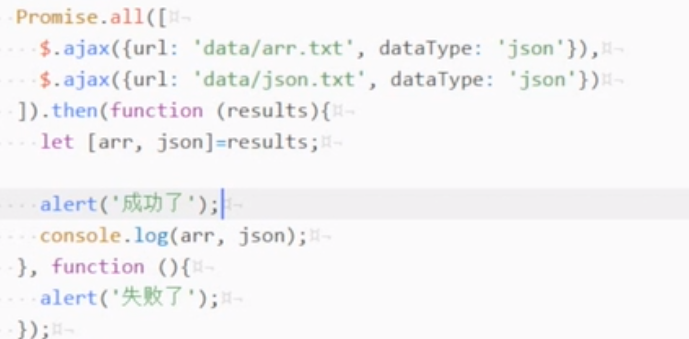 Promise.all([
  $.ajax({url: 'data/arr.txt', dataType: 'json'}),
  $.ajax({url: 'data/json.txt', dataType: 'json'})
]).then(function (results){
  let [arr, json]=results;

  alert('成功了');
  console.log(arr, json);
}, function (){
  alert('失败了');
});